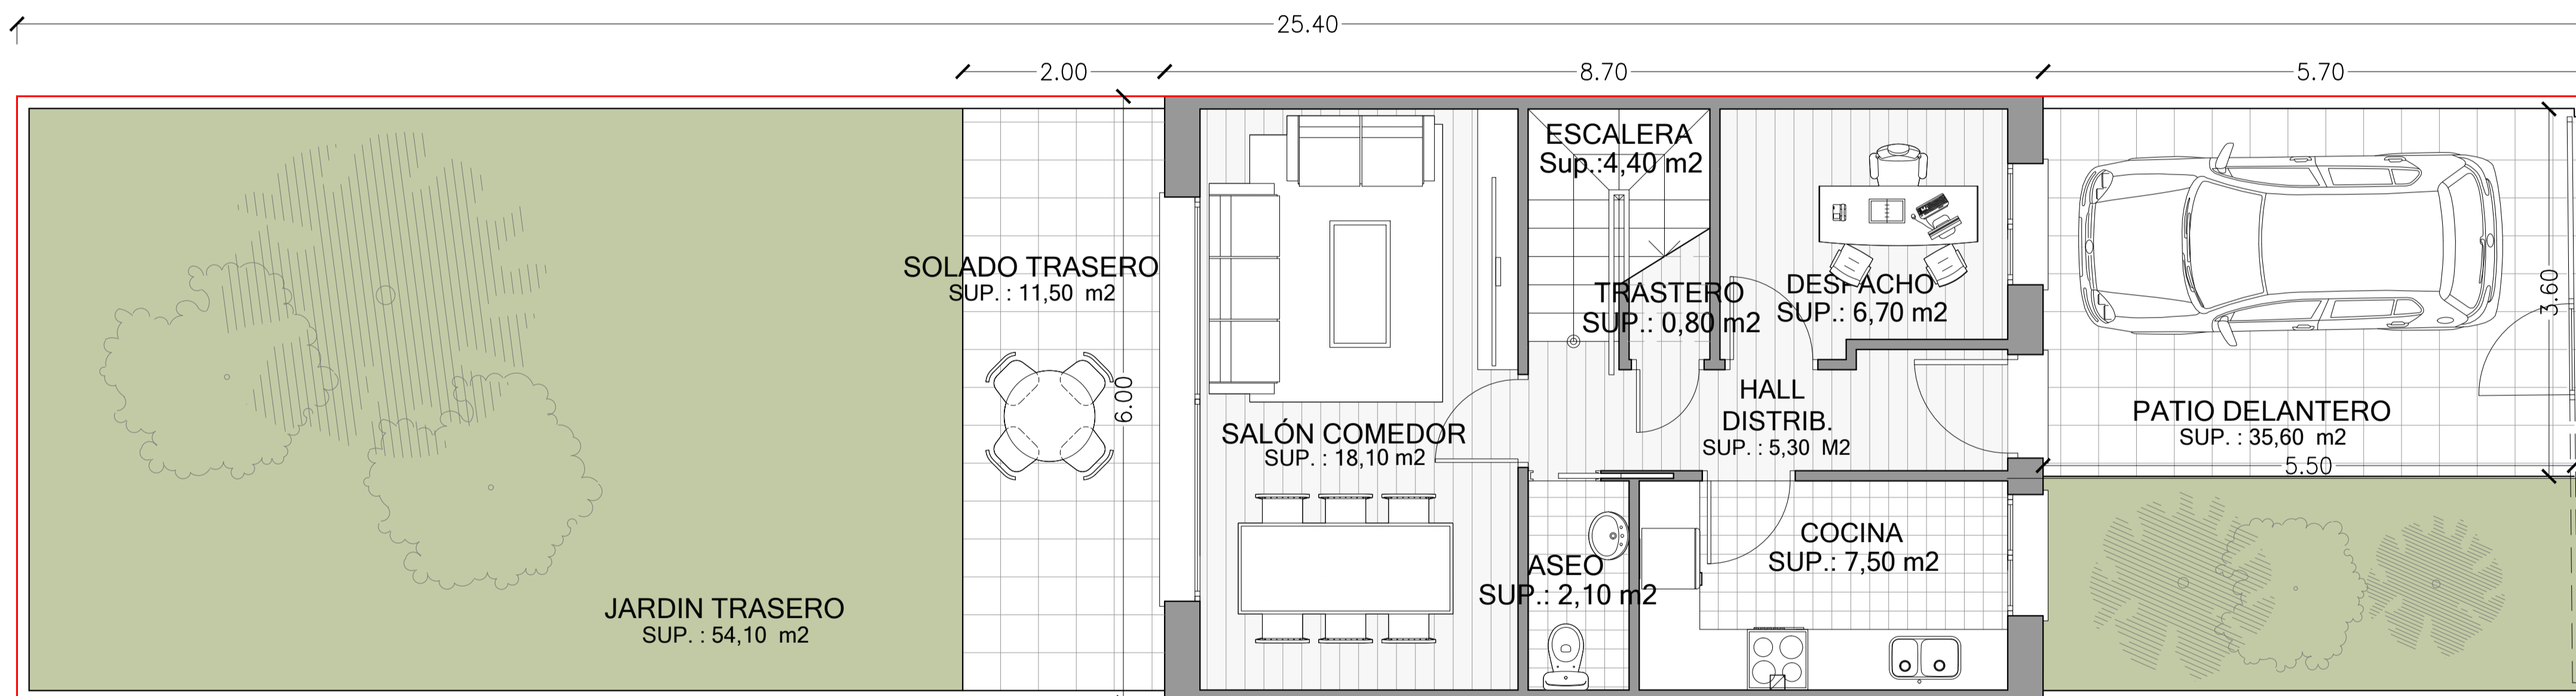 25.40
2.00
8.70
5.70
ESCALERA
Sup.:4,40 m2
SOLADO TRASERO
SUP. : 11,50 m2
TRASTERO
SUP.: 0,80 m2
DESPACHO
SUP.: 6,70 m2
3.60
6.00
HALL
DISTRIB.
SUP. : 5,30 M2
PATIO DELANTERO
SUP. : 35,60 m2
5.50
SALÓN COMEDOR
SUP. : 18,10 m2
COCINA
SUP.: 7,50 m2
ASEO
SUP.: 2,10 m2
JARDIN TRASERO
SUP. : 54,10 m2